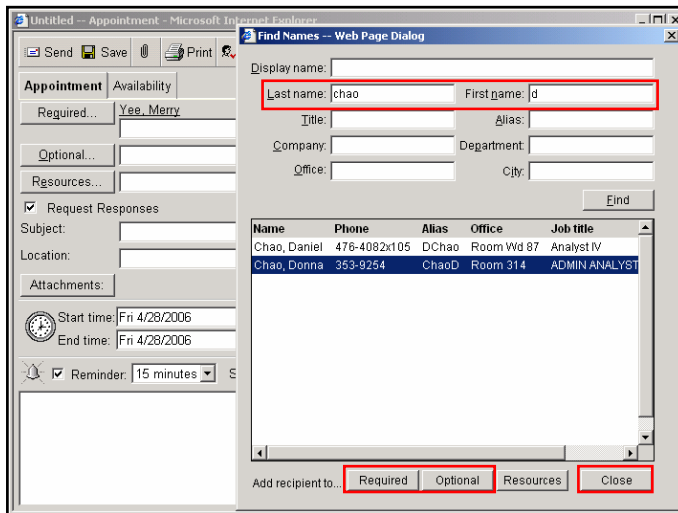 Untitled -- Appointment - Microsoft Internet Explorer
Send Save Print
Appointment Availability
Required... Yee, Merry
Optional...
Resources...
Request Responses
Subject:
Location:
Attachments:
Start time: Fri 4/28/2006
End time: Fri 4/28/2006
Reminder: 15 minutes S
Find Names -- Web Page Dialog
Display name:
Last name: chao First name: d
Title: Alias:
Company: Department:
Office: City:
Find
Name Phone Alias Office Job title
Chao, Daniel 476-4082x105 DChao Room Wd 87 Analyst IV
Chao, Donna 353-9254 ChaoD Room 314 ADMIN ANALYST
Add recipient to... Required Optional Resources Close